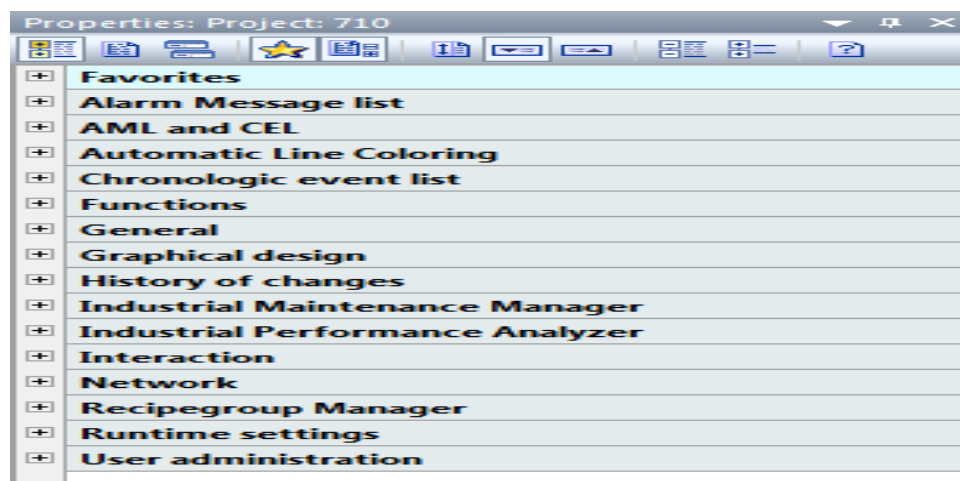 Properties: Project: 710
Favorites
Alarm Message list
AML and CEL
Automatic Line Coloring
Chronologic event list
Functions
General
Graphical design
History of changes
Industrial Maintenance Manager
Industrial Performance Analyzer
Interaction
Network
Recipegroup Manager
Runtime settings
User administration